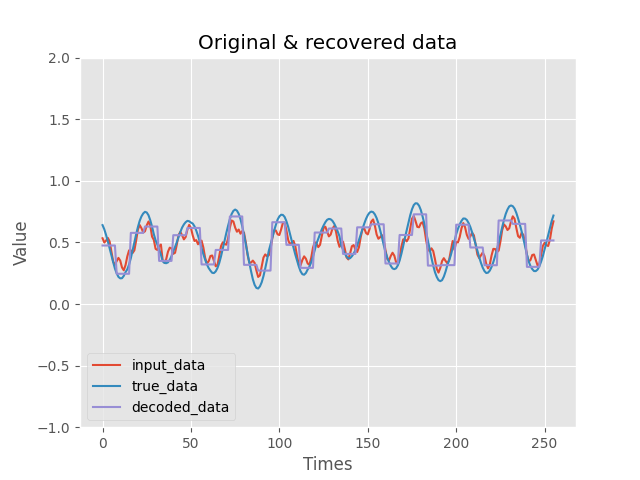 Original & recovered data
2.0
1.5
1.0
0.5
0.0
−0.5
−1.0
Value
input_data
true_data
decoded_data
0 50 100 150 200 250
Times